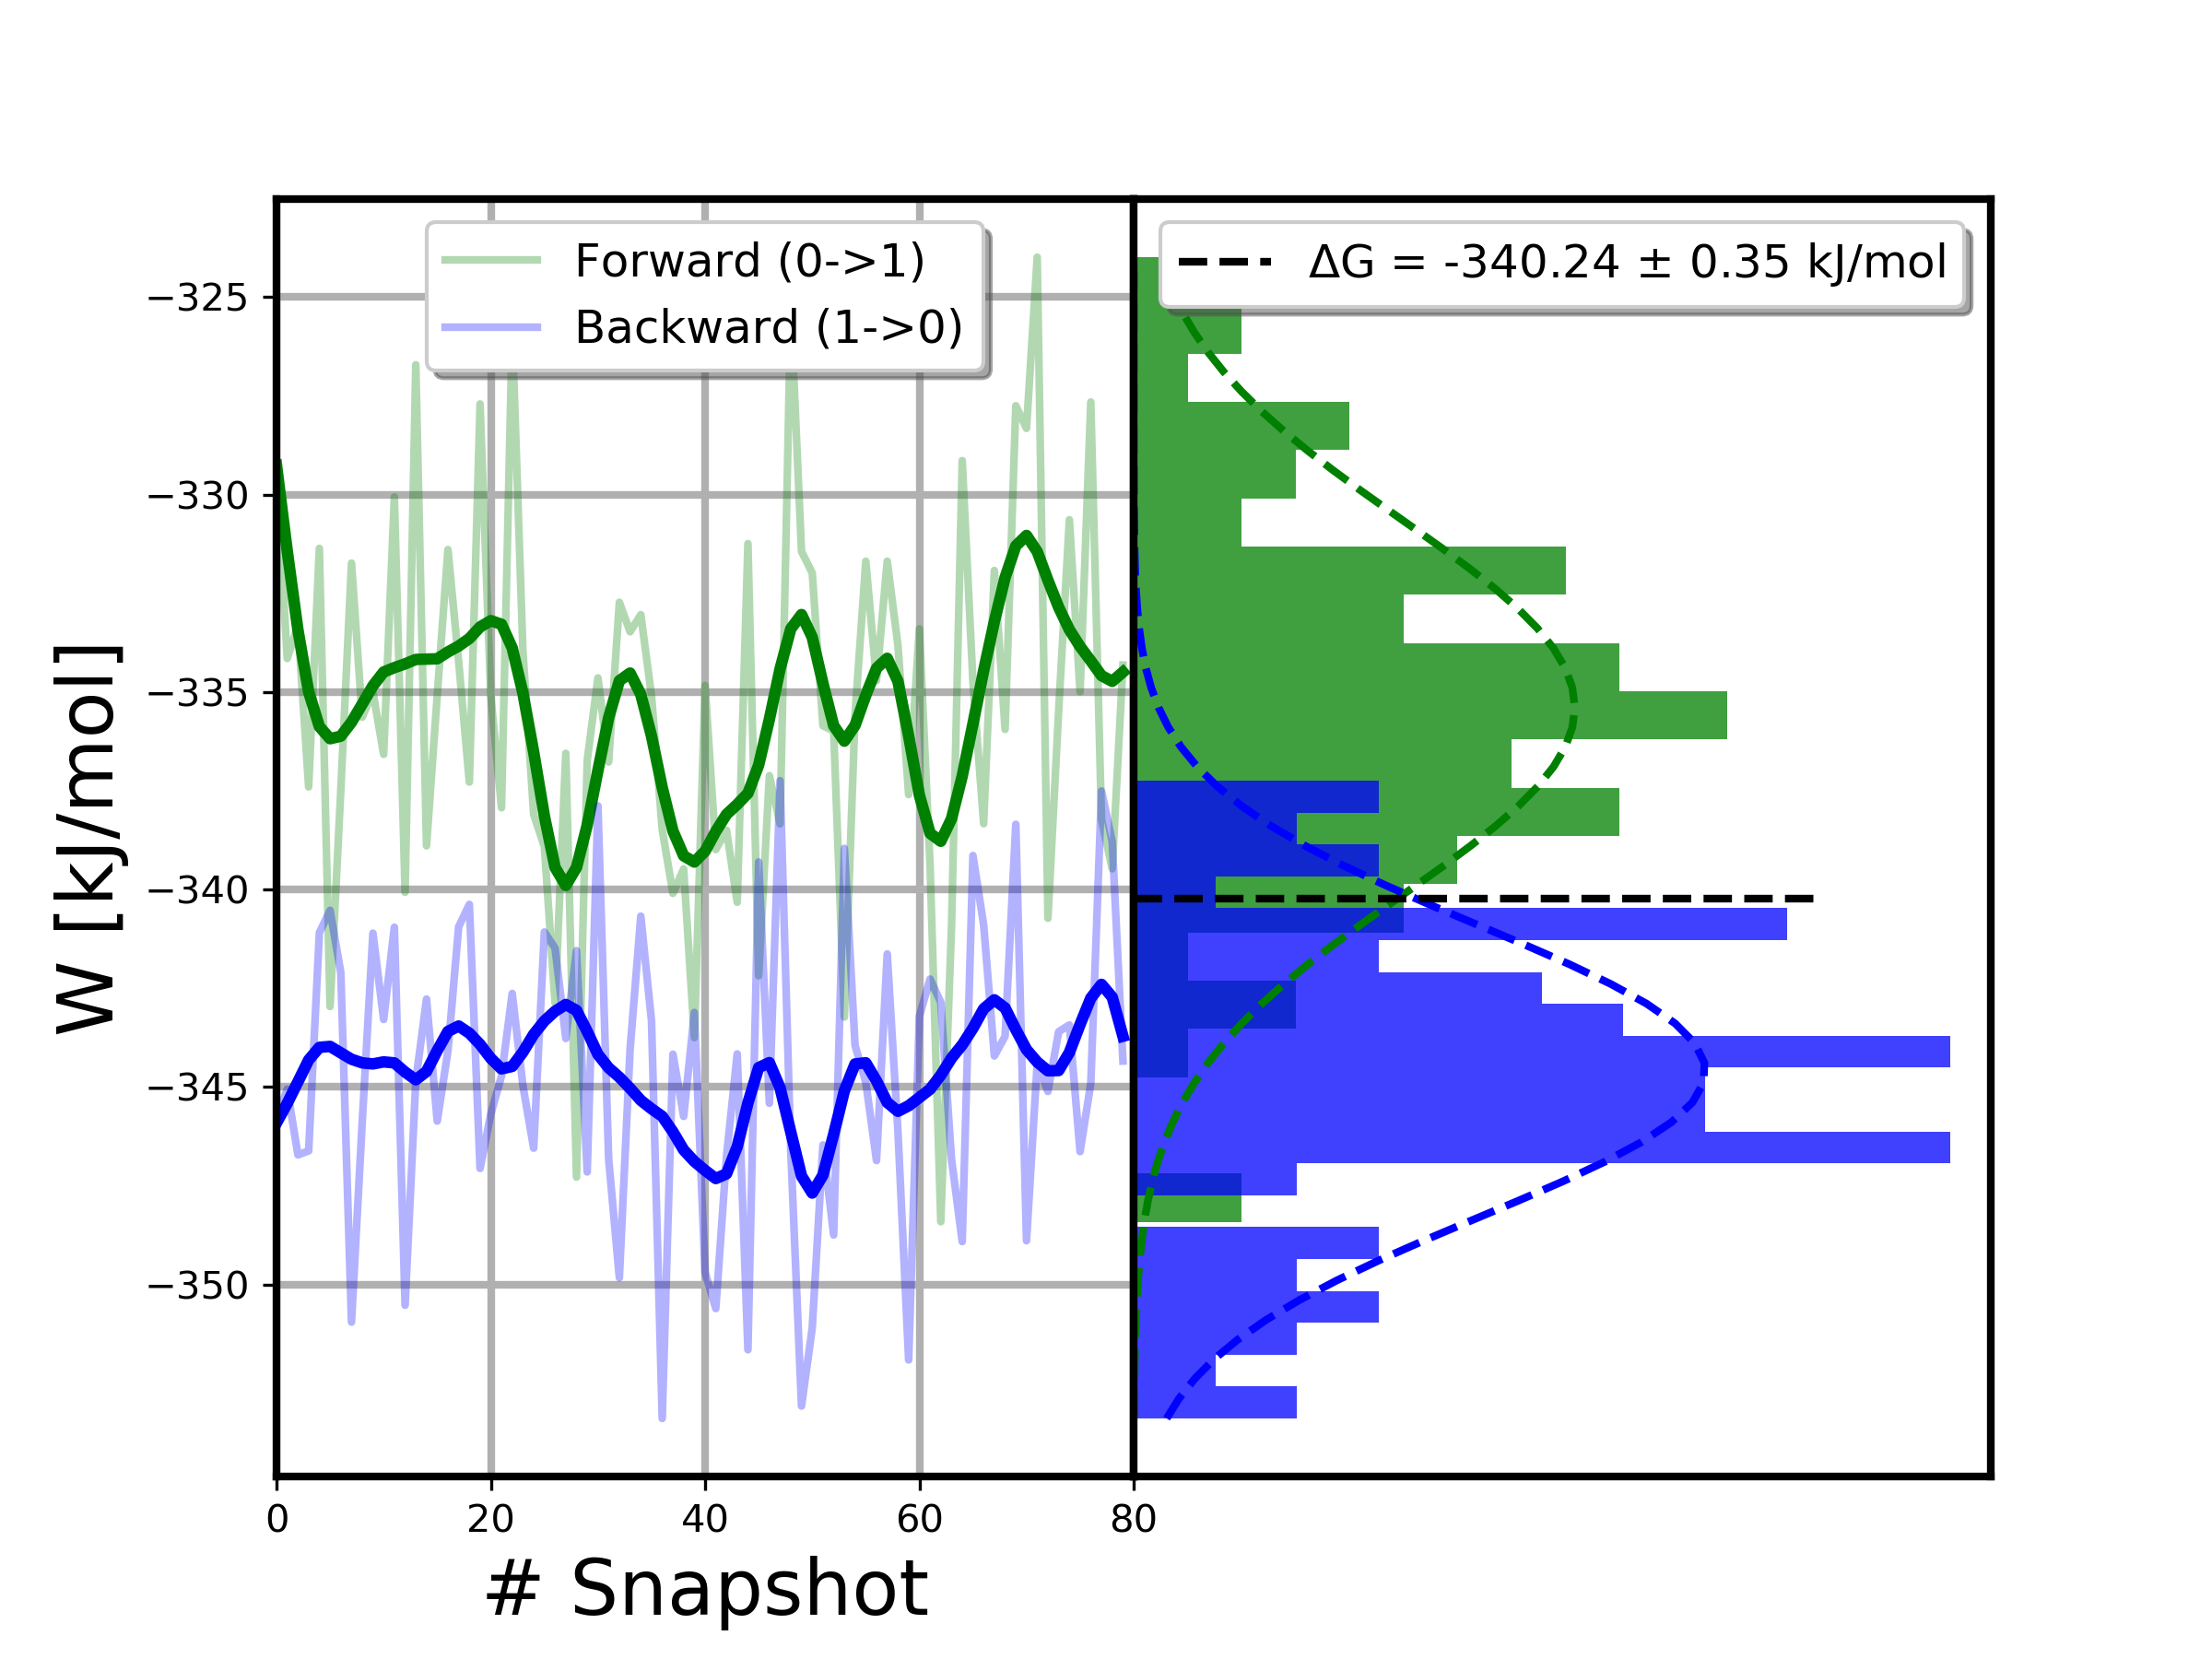 Forward (0->1)
Backward (1->0)
ΔG = -340.24 ± 0.35 kJ/mol
W [kJ/mol]
−325
−330
−335
−340
−345
−350
0 20 40 60 80
# Snapshot